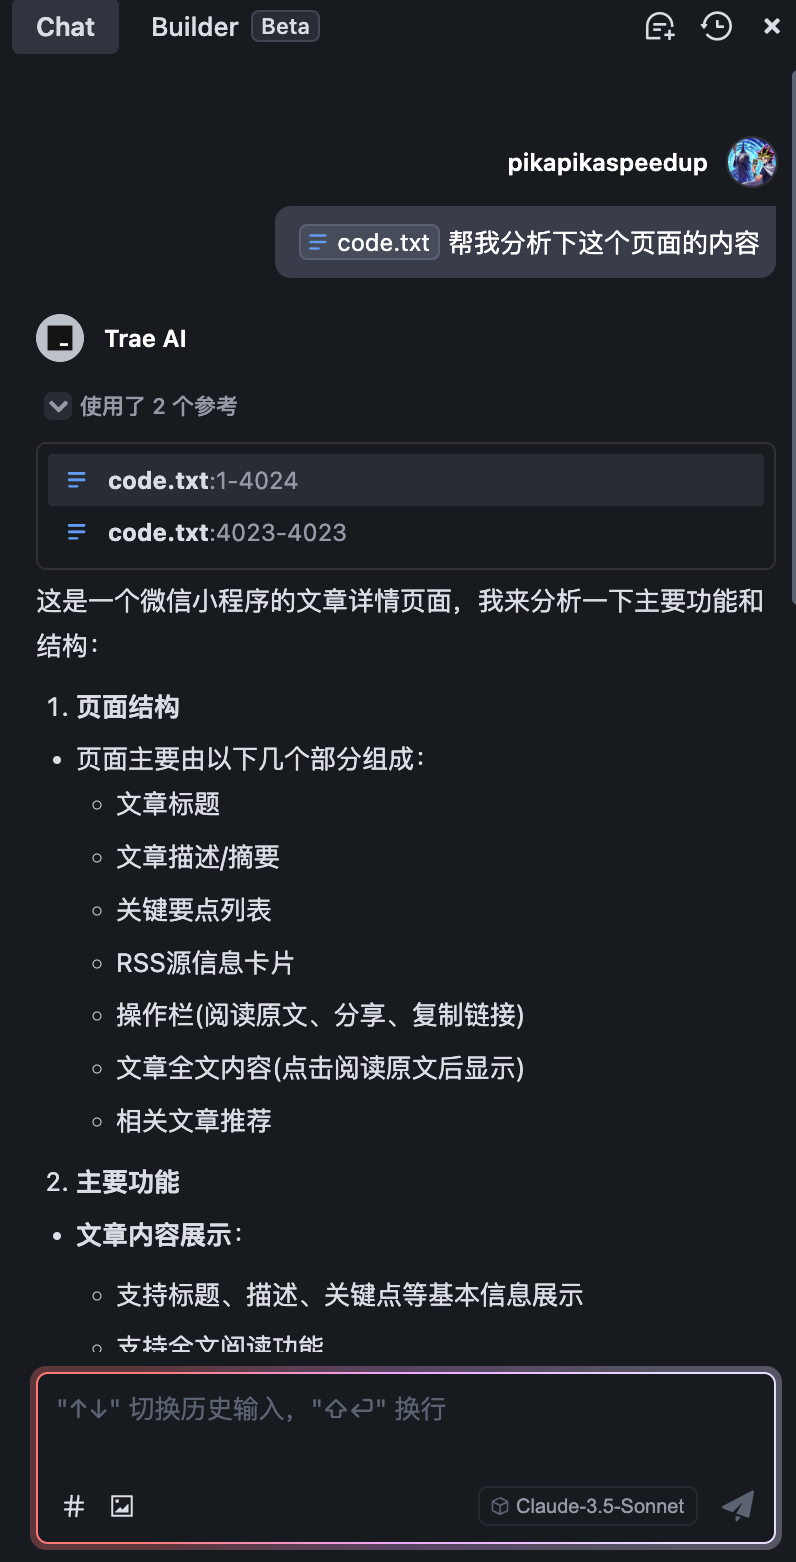 Chat Builder Beta
pikapikaspeedup
code.txt 帮我分析下这个页面的内容
Trae AI
使用了 2 个参考
code.txt:1-4024
code.txt:4023-4023
这是一个微信小程序的文章详情页面，我来分析一下主要功能和
结构：
1. 页面结构
• 页面主要由以下几个部分组成：
◦ 文章标题
◦ 文章描述/摘要
◦ 关键要点列表
◦ RSS源信息卡片
◦ 操作栏(阅读原文、分享、复制链接)
◦ 文章全文内容(点击阅读原文后显示)
◦ 相关文章推荐
2. 主要功能
• 文章内容展示：
◦ 支持标题、描述、关键点等基本信息展示
◦ 支持全文阅读功能
"↑↓" 切换历史输入，"⇧⏎" 换行
# Claude-3.5-Sonnet